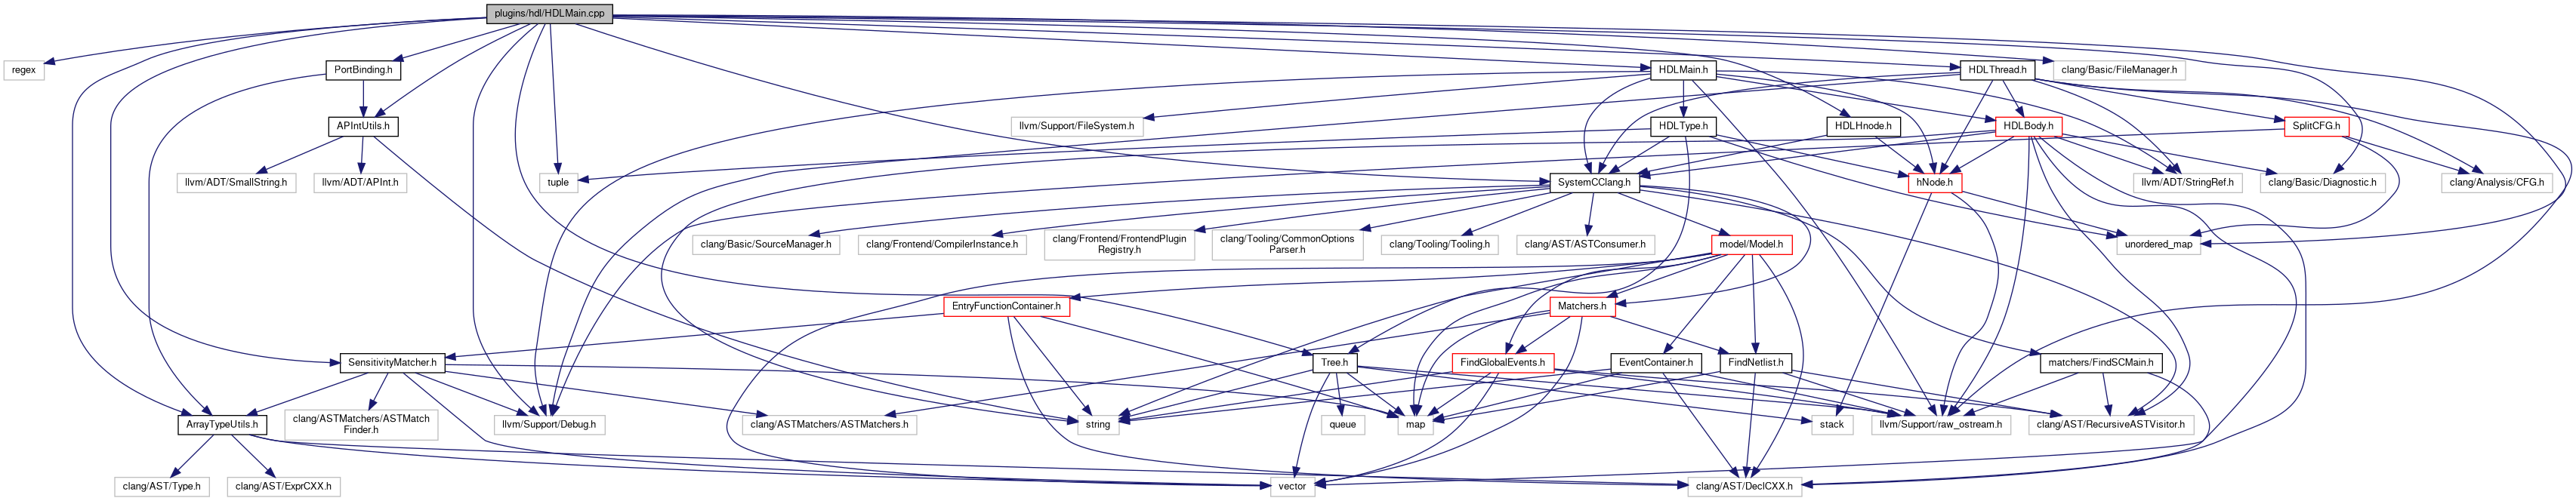 plugins/hdl/HDLMain.cpp
regex
PortBinding.h
HDLMain.h
HDLThread.h
clang/Basic/FileManager.h
APIntUtils.h
llvm/Support/FileSystem.h
HDLType.h
HDLHnode.h
HDLBody.h
SplitCFG.h
llvm/ADT/SmallString.h
llvm/ADT/APInt.h
tuple
SystemCClang.h
hNode.h
llvm/ADT/StringRef.h
clang/Basic/Diagnostic.h
clang/Analysis/CFG.h
clang/Basic/SourceManager.h
clang/Frontend/CompilerInstance.h
clang/Frontend/FrontendPlugin
Registry.h
clang/Tooling/CommonOptions
Parser.h
clang/Tooling/Tooling.h
clang/AST/ASTConsumer.h
model/Model.h
unordered_map
EntryFunctionContainer.h
Matchers.h
SensitivityMatcher.h
Tree.h
FindGlobalEvents.h
EventContainer.h
FindNetlist.h
matchers/FindSCMain.h
ArrayTypeUtils.h
clang/ASTMatchers/ASTMatch
Finder.h
llvm/Support/Debug.h
clang/ASTMatchers/ASTMatchers.h
string
queue
map
stack
llvm/Support/raw_ostream.h
clang/AST/RecursiveASTVisitor.h
clang/AST/Type.h
clang/AST/ExprCXX.h
vector
clang/AST/DeclCXX.h